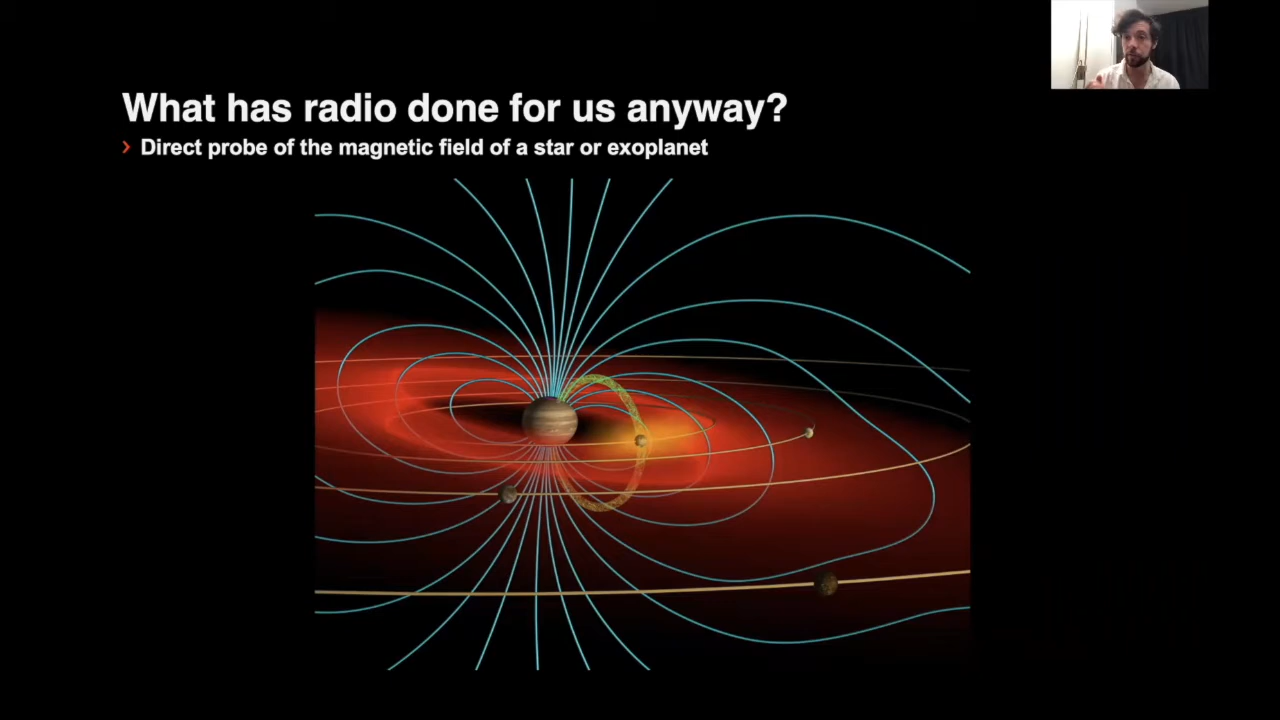 What has radio done for us anyway?
› Direct probe of the magnetic field of a star or exoplanet